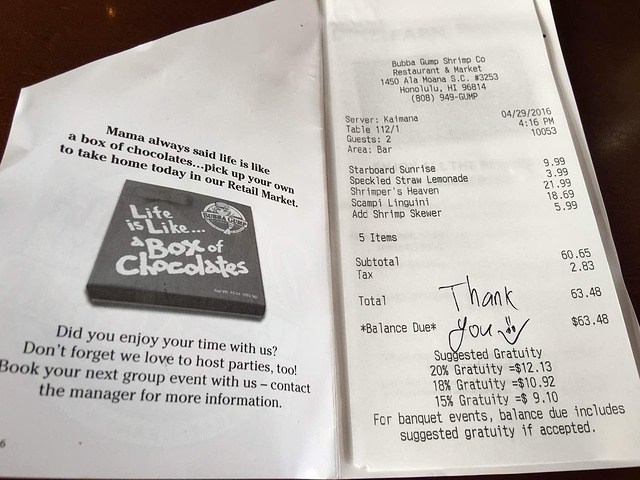 Mama always said life is like
a box of chocolates...pick up your own
to take home today in our Retail Market.
Life
is Like...
a Box of
Chocolates
BUBBA GUMP
Did you enjoy your time with us?
Don't forget we love to host parties, too!
Book your next group event with us – contact
the manager for more information.
6
Bubba Gump Shrimp Co
Restaurant & Market
1450 Ala Moana S.C. #3253
Honolulu, HI 96814
(808) 949-GUMP
Server: Kaimana 04/29/2016
Table 112/1 4:16 PM
Guests: 2 10053
Area: Bar
Starboard Sunrise 9.99
Speckled Straw Lemonade 3.99
Shrimper's Heaven 21.99
Scampi Linguini 18.69
Add Shrimp Skewer 5.99
5 Items
Subtotal 60.65
Tax 2.83
Total 63.48
*Balance Due* $63.48
Thank
you
Suggested Gratuity
20% Gratuity =$12.13
18% Gratuity =$10.92
15% Gratuity =$ 9.10
For banquet events, balance due includes
suggested gratuity if accepted.